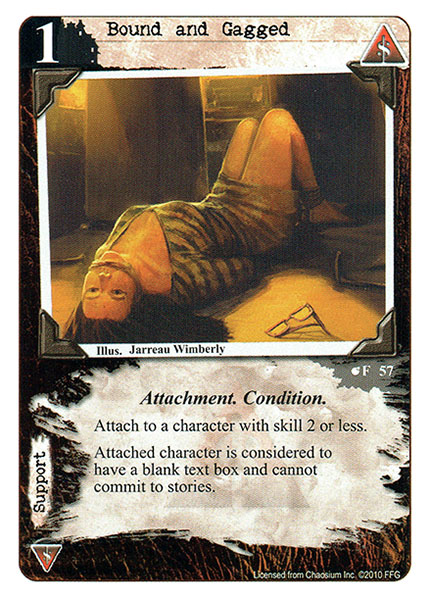 1
Bound and Gagged
Illus. Jarreau Wimberly
F 57
Attachment. Condition.
Attach to a character with skill 2 or less.
Attached character is considered to
have a blank text box and cannot
commit to stories.
Support
Licensed from Chaosium Inc. ©2010 FFG